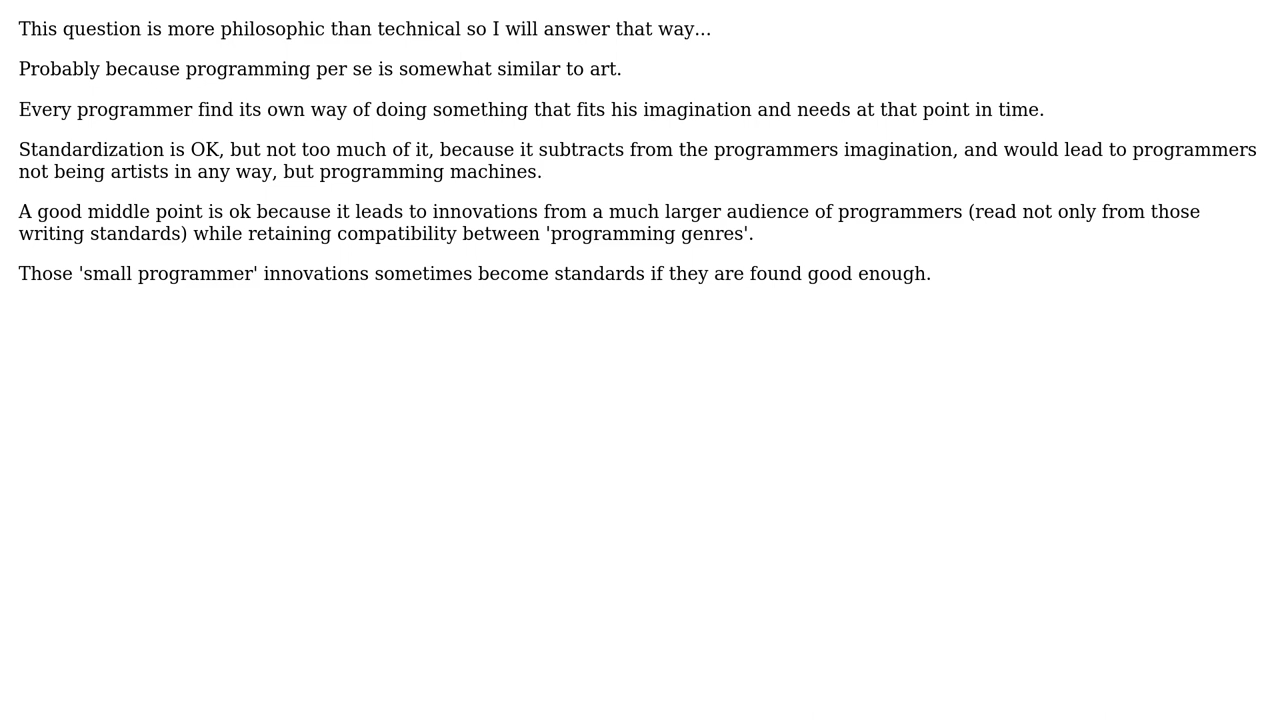 This question is more philosophic than technical so I will answer that way...
Probably because programming per se is somewhat similar to art.
Every programmer find its own way of doing something that fits his imagination and needs at that point in time.
Standardization is OK, but not too much of it, because it subtracts from the programmers imagination, and would lead to programmers
not being artists in any way, but programming machines.
A good middle point is ok because it leads to innovations from a much larger audience of programmers (read not only from those
writing standards) while retaining compatibility between 'programming genres'.
Those 'small programmer' innovations sometimes become standards if they are found good enough.